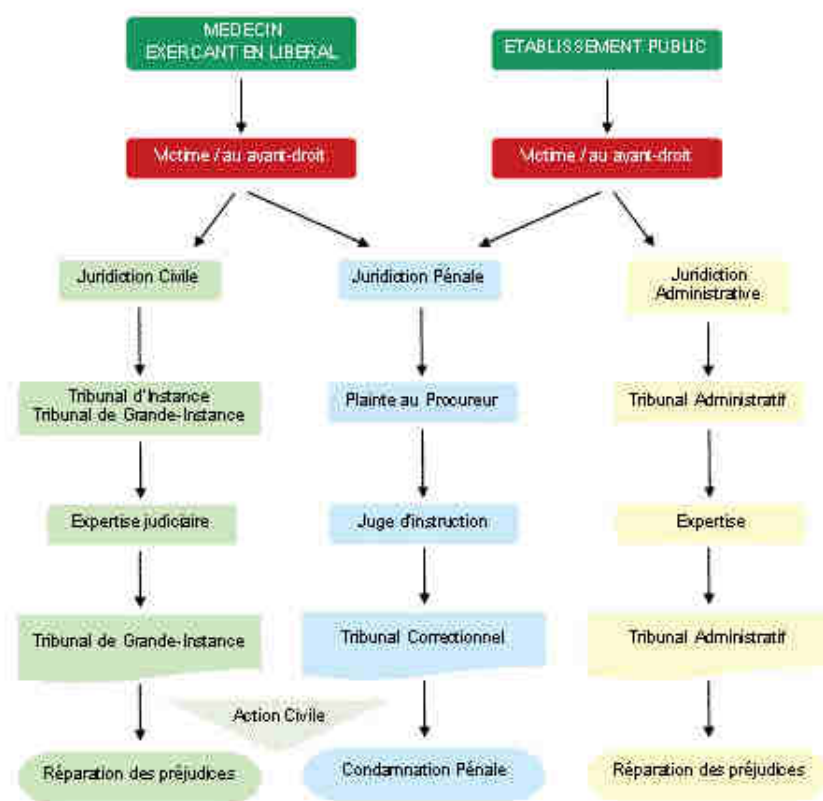 MEDECIN
EXERCANT EN LIBERAL
ETABLISSEMENT PUBLIC
Victime / au avant-droit
Victime / au avant-droit
Juridiction Civile
Juridiction Pénale
Juridiction
Administrative
Tribunal d'Instance
Tribunal de Grande-Instance
Plainte au Procureur
Tribunal Administratif
Expertise judiciaire
Juge d'instruction
Expertise
Tribunal de Grande-Instance
Tribunal Correctionnel
Tribunal Administratif
Action Civile
Réparation des préjudices
Condamnation Pénale
Réparation des préjudices